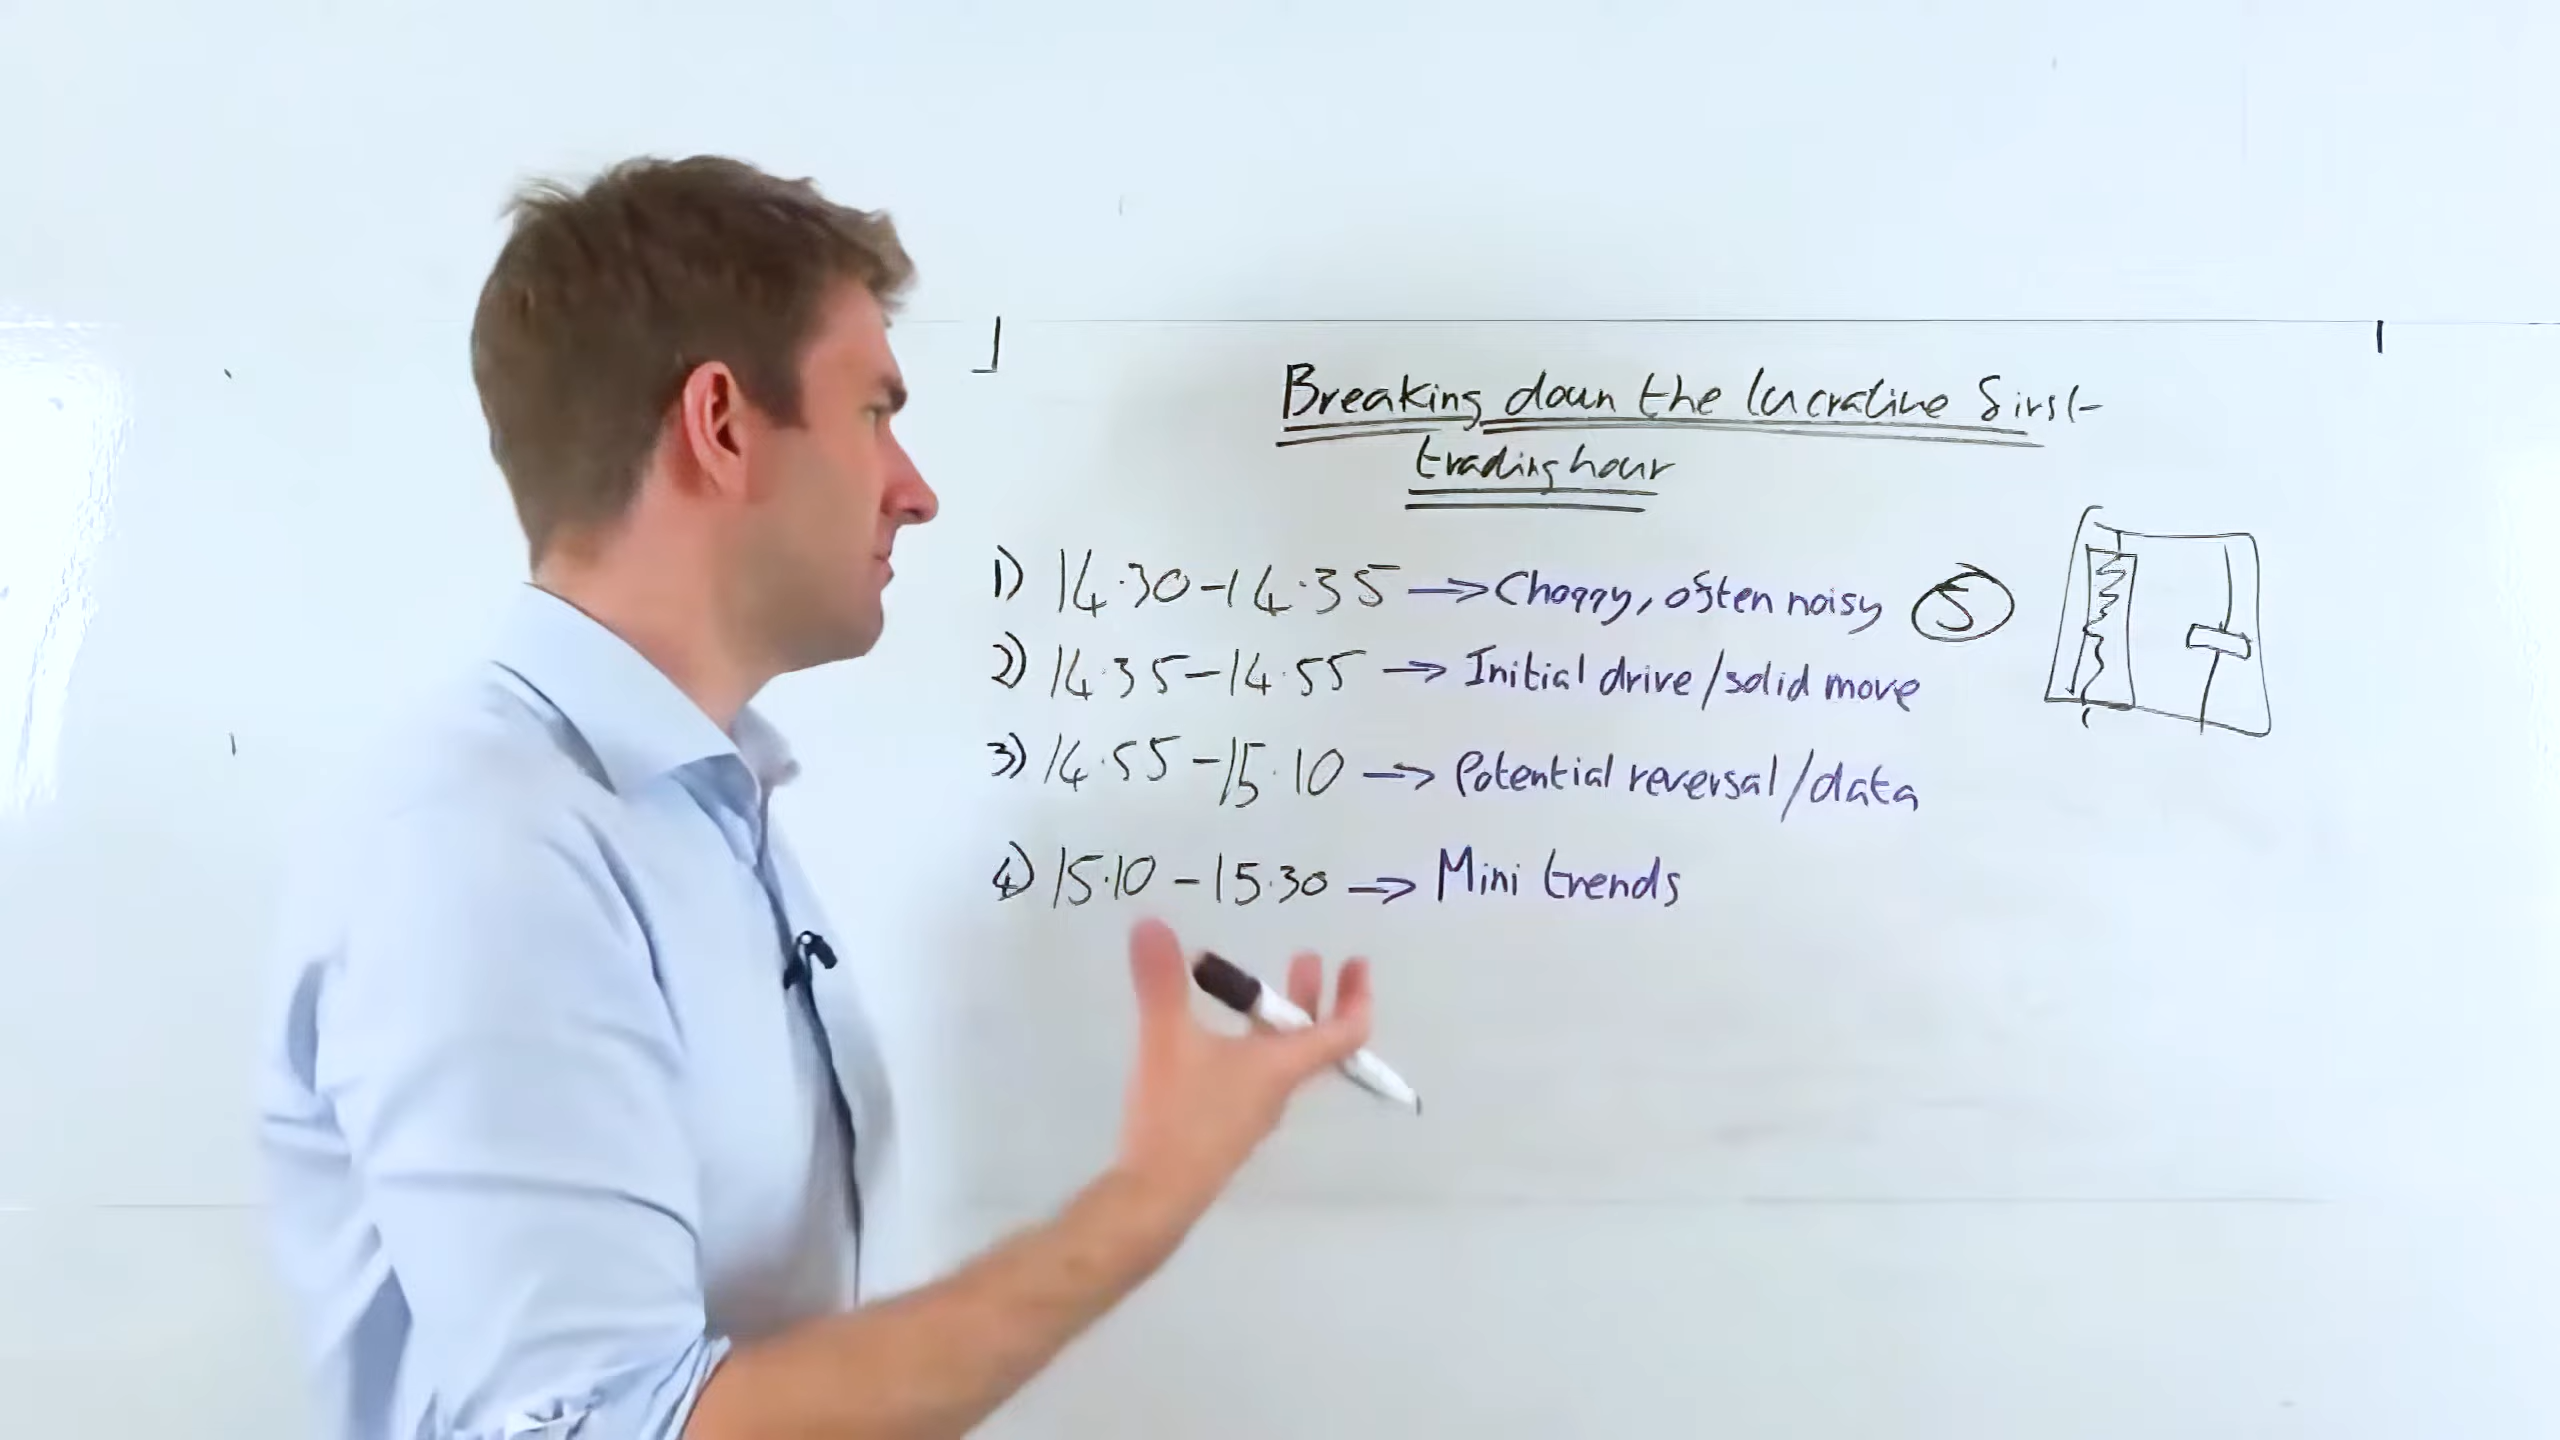 Breaking down the lucrative first
trading hour
1) 14.30-14.35 → Choppy, often noisy 5
2) 14.35-14.55 → Initial drive/solid move
3) 14.55-15.10 → Potential reversal/data
4) 15.10-15.30 → Mini trends